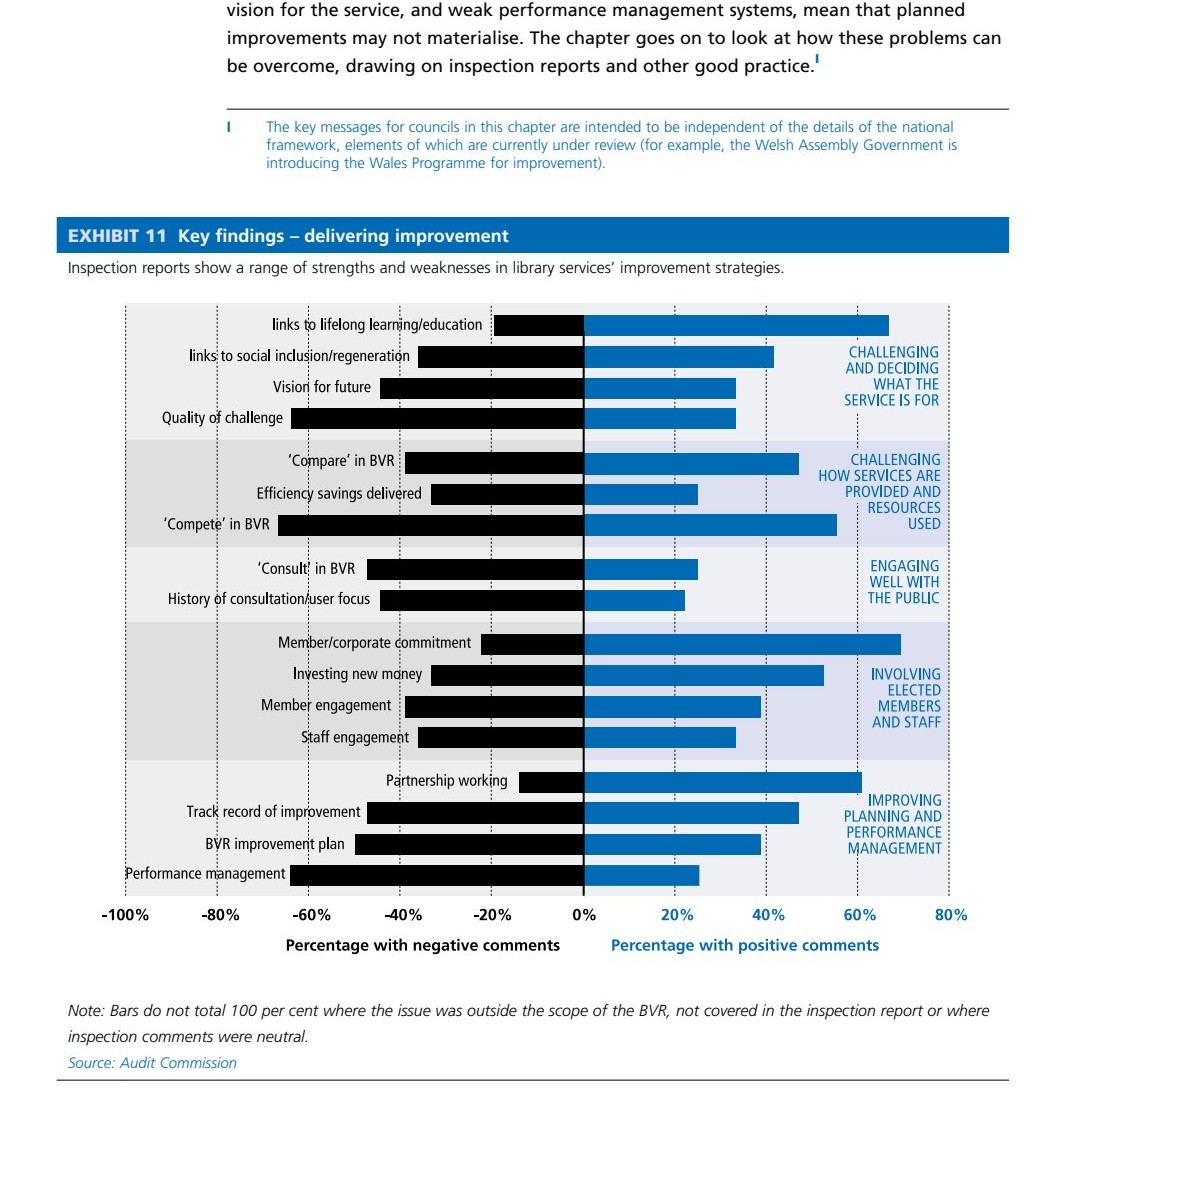 vision for the service, and weak performance management systems, mean that planned
improvements may not materialise. The chapter goes on to look at how these problems can
be overcome, drawing on inspection reports and other good practice.I
I The key messages for councils in this chapter are intended to be independent of the details of the national
framework, elements of which are currently under review (for example, the Welsh Assembly Government is
introducing the Wales Programme for improvement).
EXHIBIT 11 Key findings – delivering improvement
Inspection reports show a range of strengths and weaknesses in library services’ improvement strategies.
links to lifelong learning/education
links to social inclusion/regeneration
Vision for future
Quality of challenge
CHALLENGING
AND DECIDING
WHAT THE
SERVICE IS FOR
‘Compare’ in BVR
Efficiency savings delivered
‘Compete’ in BVR
CHALLENGING
HOW SERVICES ARE
PROVIDED AND
RESOURCES
USED
‘Consult’ in BVR
History of consultation/user focus
ENGAGING
WELL WITH
THE PUBLIC
Member/corporate commitment
Investing new money
Member engagement
Staff engagement
INVOLVING
ELECTED
MEMBERS
AND STAFF
Partnership working
Track record of improvement
BVR improvement plan
Performance management
IMPROVING
PLANNING AND
PERFORMANCE
MANAGEMENT
-100% -80% -60% -40% -20% 0% 20% 40% 60% 80%
Percentage with negative comments Percentage with positive comments
Note: Bars do not total 100 per cent where the issue was outside the scope of the BVR, not covered in the inspection report or where
inspection comments were neutral.
Source: Audit Commission